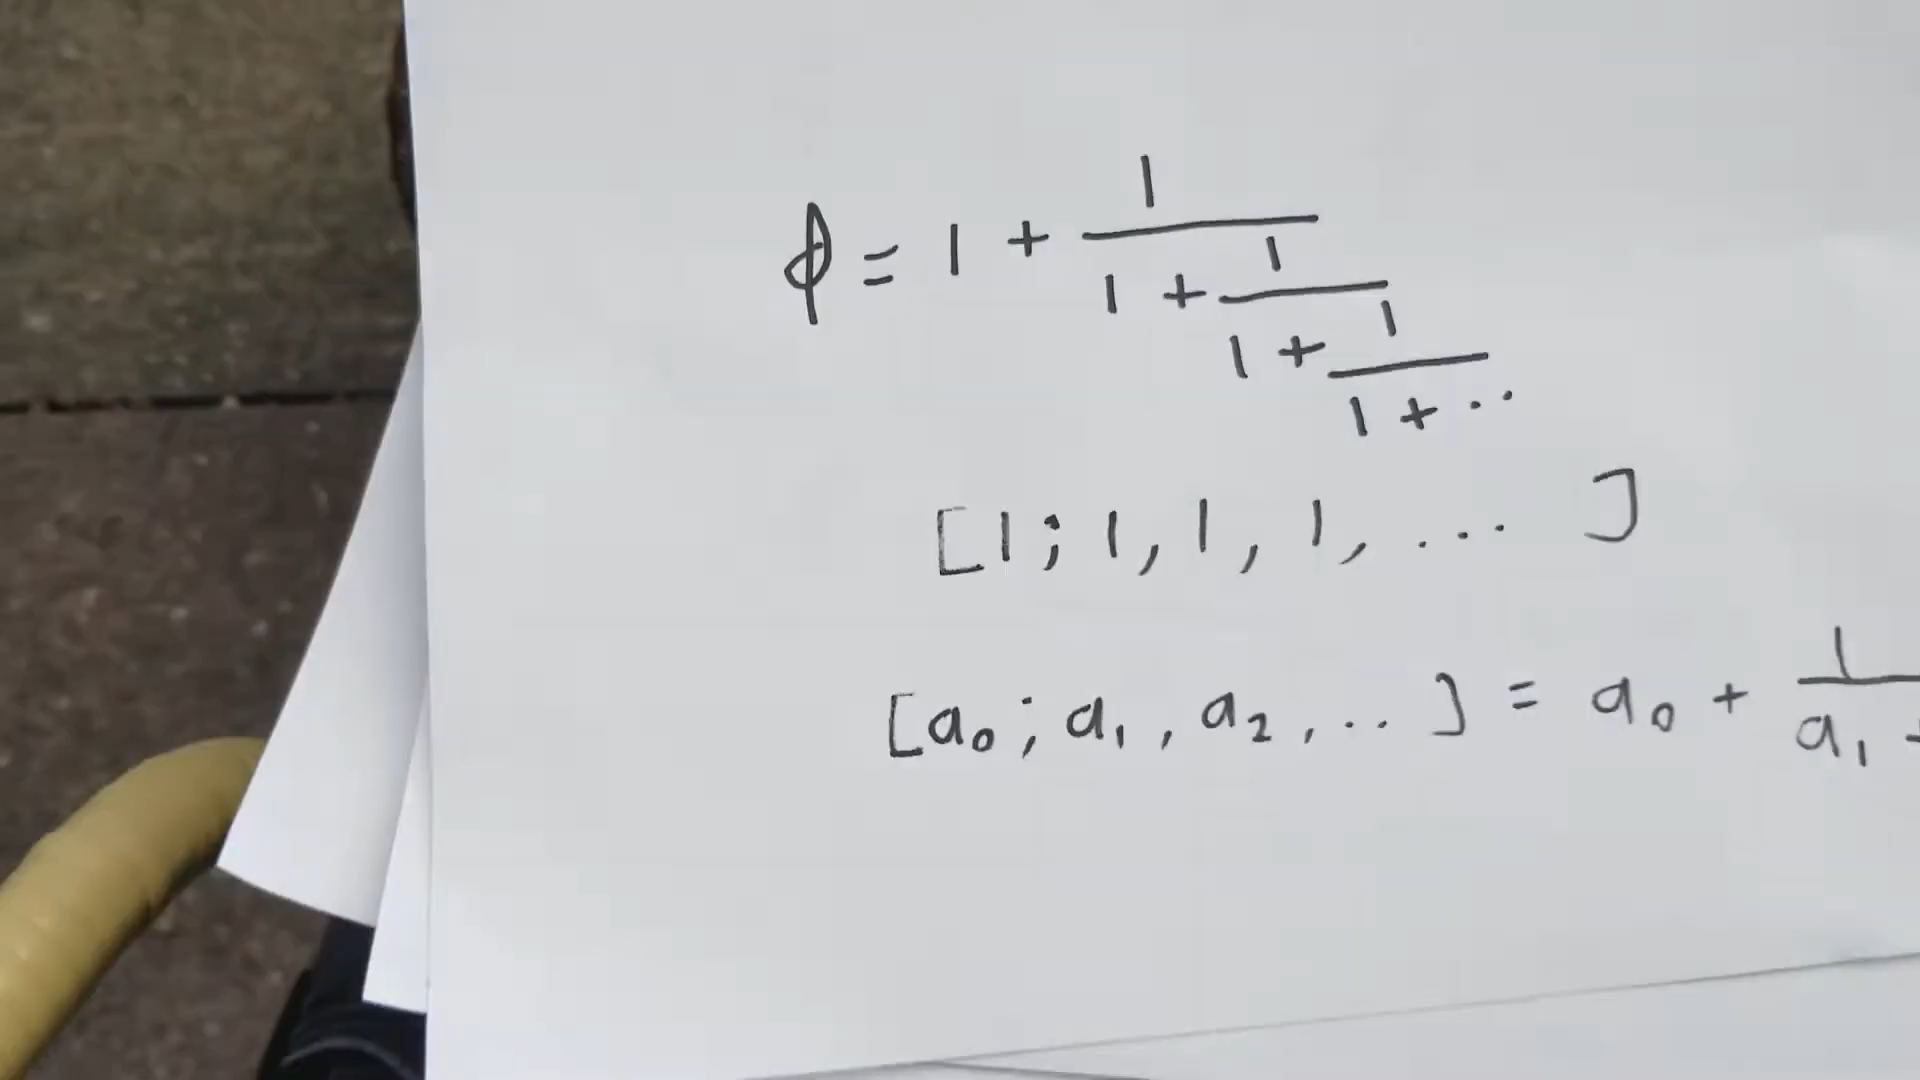 φ = 1 + 1
1 + 1
1 + 1
1 + ..
[1; 1, 1, 1, ... ]
[a₀; a₁, a₂, ... ] = a₀ + 1
a₁ +